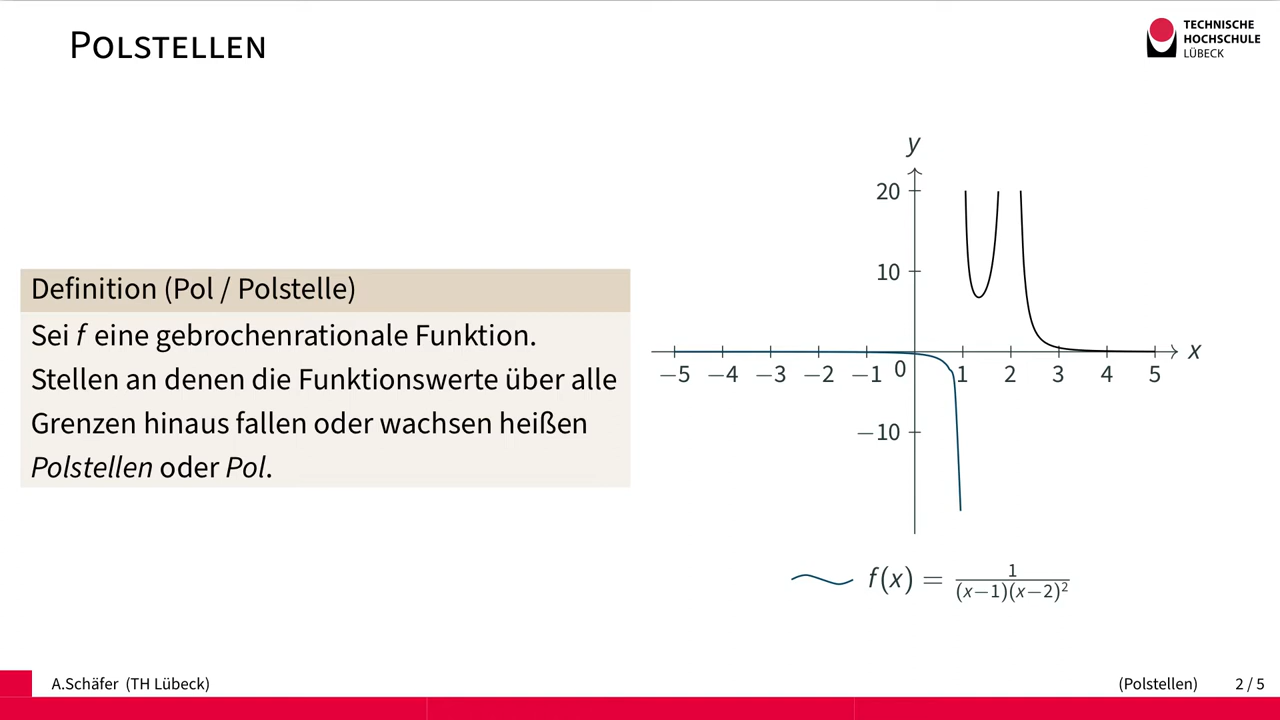 POLSTELLEN
TECHNISCHE
HOCHSCHULE
LÜBECK
Definition (Pol / Polstelle)
Sei f eine gebrochenrationale Funktion.
Stellen an denen die Funktionswerte über alle
Grenzen hinaus fallen oder wachsen heißen
Polstellen oder Pol.
y
20
10
−10
−5 −4 −3 −2 −1 0 1 2 3 4 5
x
f(x) = 1/((x−1)(x−2)²)
A.Schäfer (TH Lübeck)
(Polstellen) 2 / 5